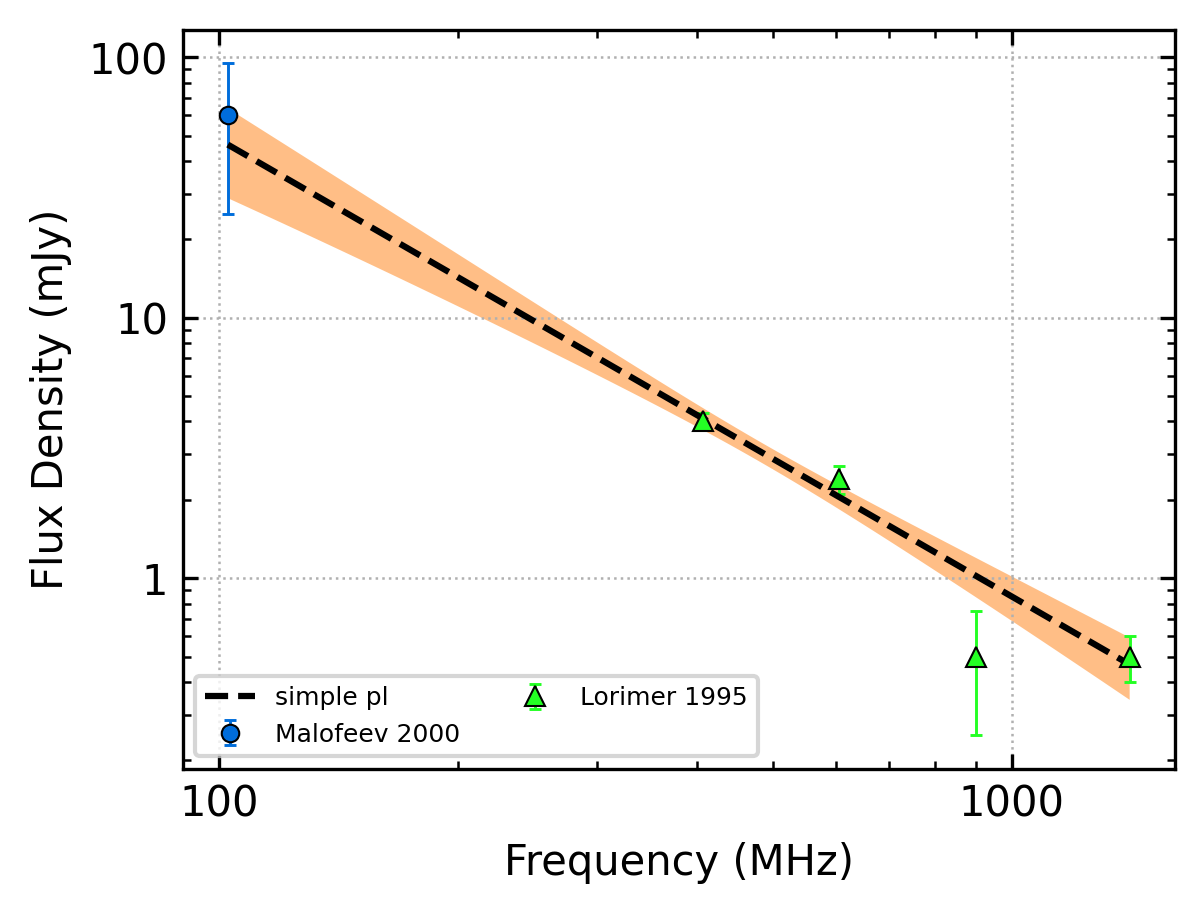 100
10
1
Flux Density (mJy)
simple pl
Malofeev 2000
Lorimer 1995
100
1000
Frequency (MHz)